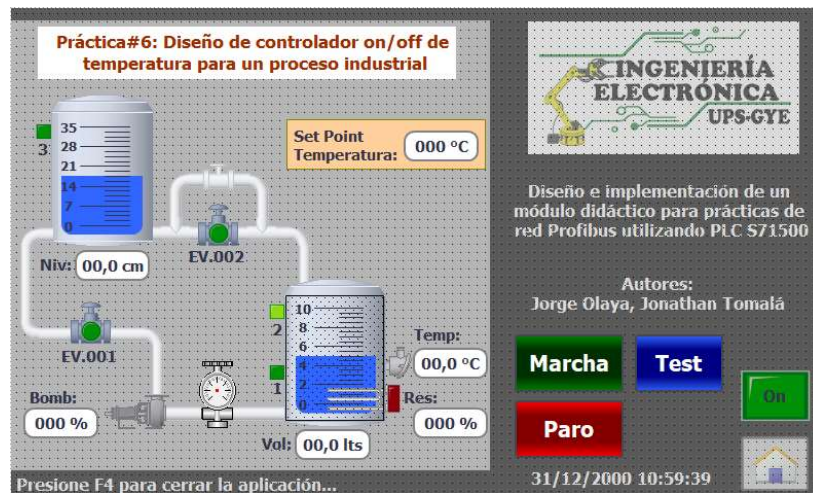 Práctica#6: Diseño de controlador on/off de
temperatura para un proceso industrial
35
28
21
14
7
0
3
Set Point
Temperatura:
000 °C
Niv: 00,0 cm
EV.002
EV.001
10
8
6
4
2
0
2
1
Temp:
00,0 °C
Res:
000 %
Bomb:
000 %
Vol: 00,0 lts
Presione F4 para cerrar la aplicación...
INGENIERÍA
ELECTRÓNICA
UPS-GYE
Diseño e implementación de un
módulo didáctico para prácticas de
red Profibus utilizando PLC S71500
Autores:
Jorge Olaya, Jonathan Tomalá
Marcha
Test
On
Paro
31/12/2000 10:59:39